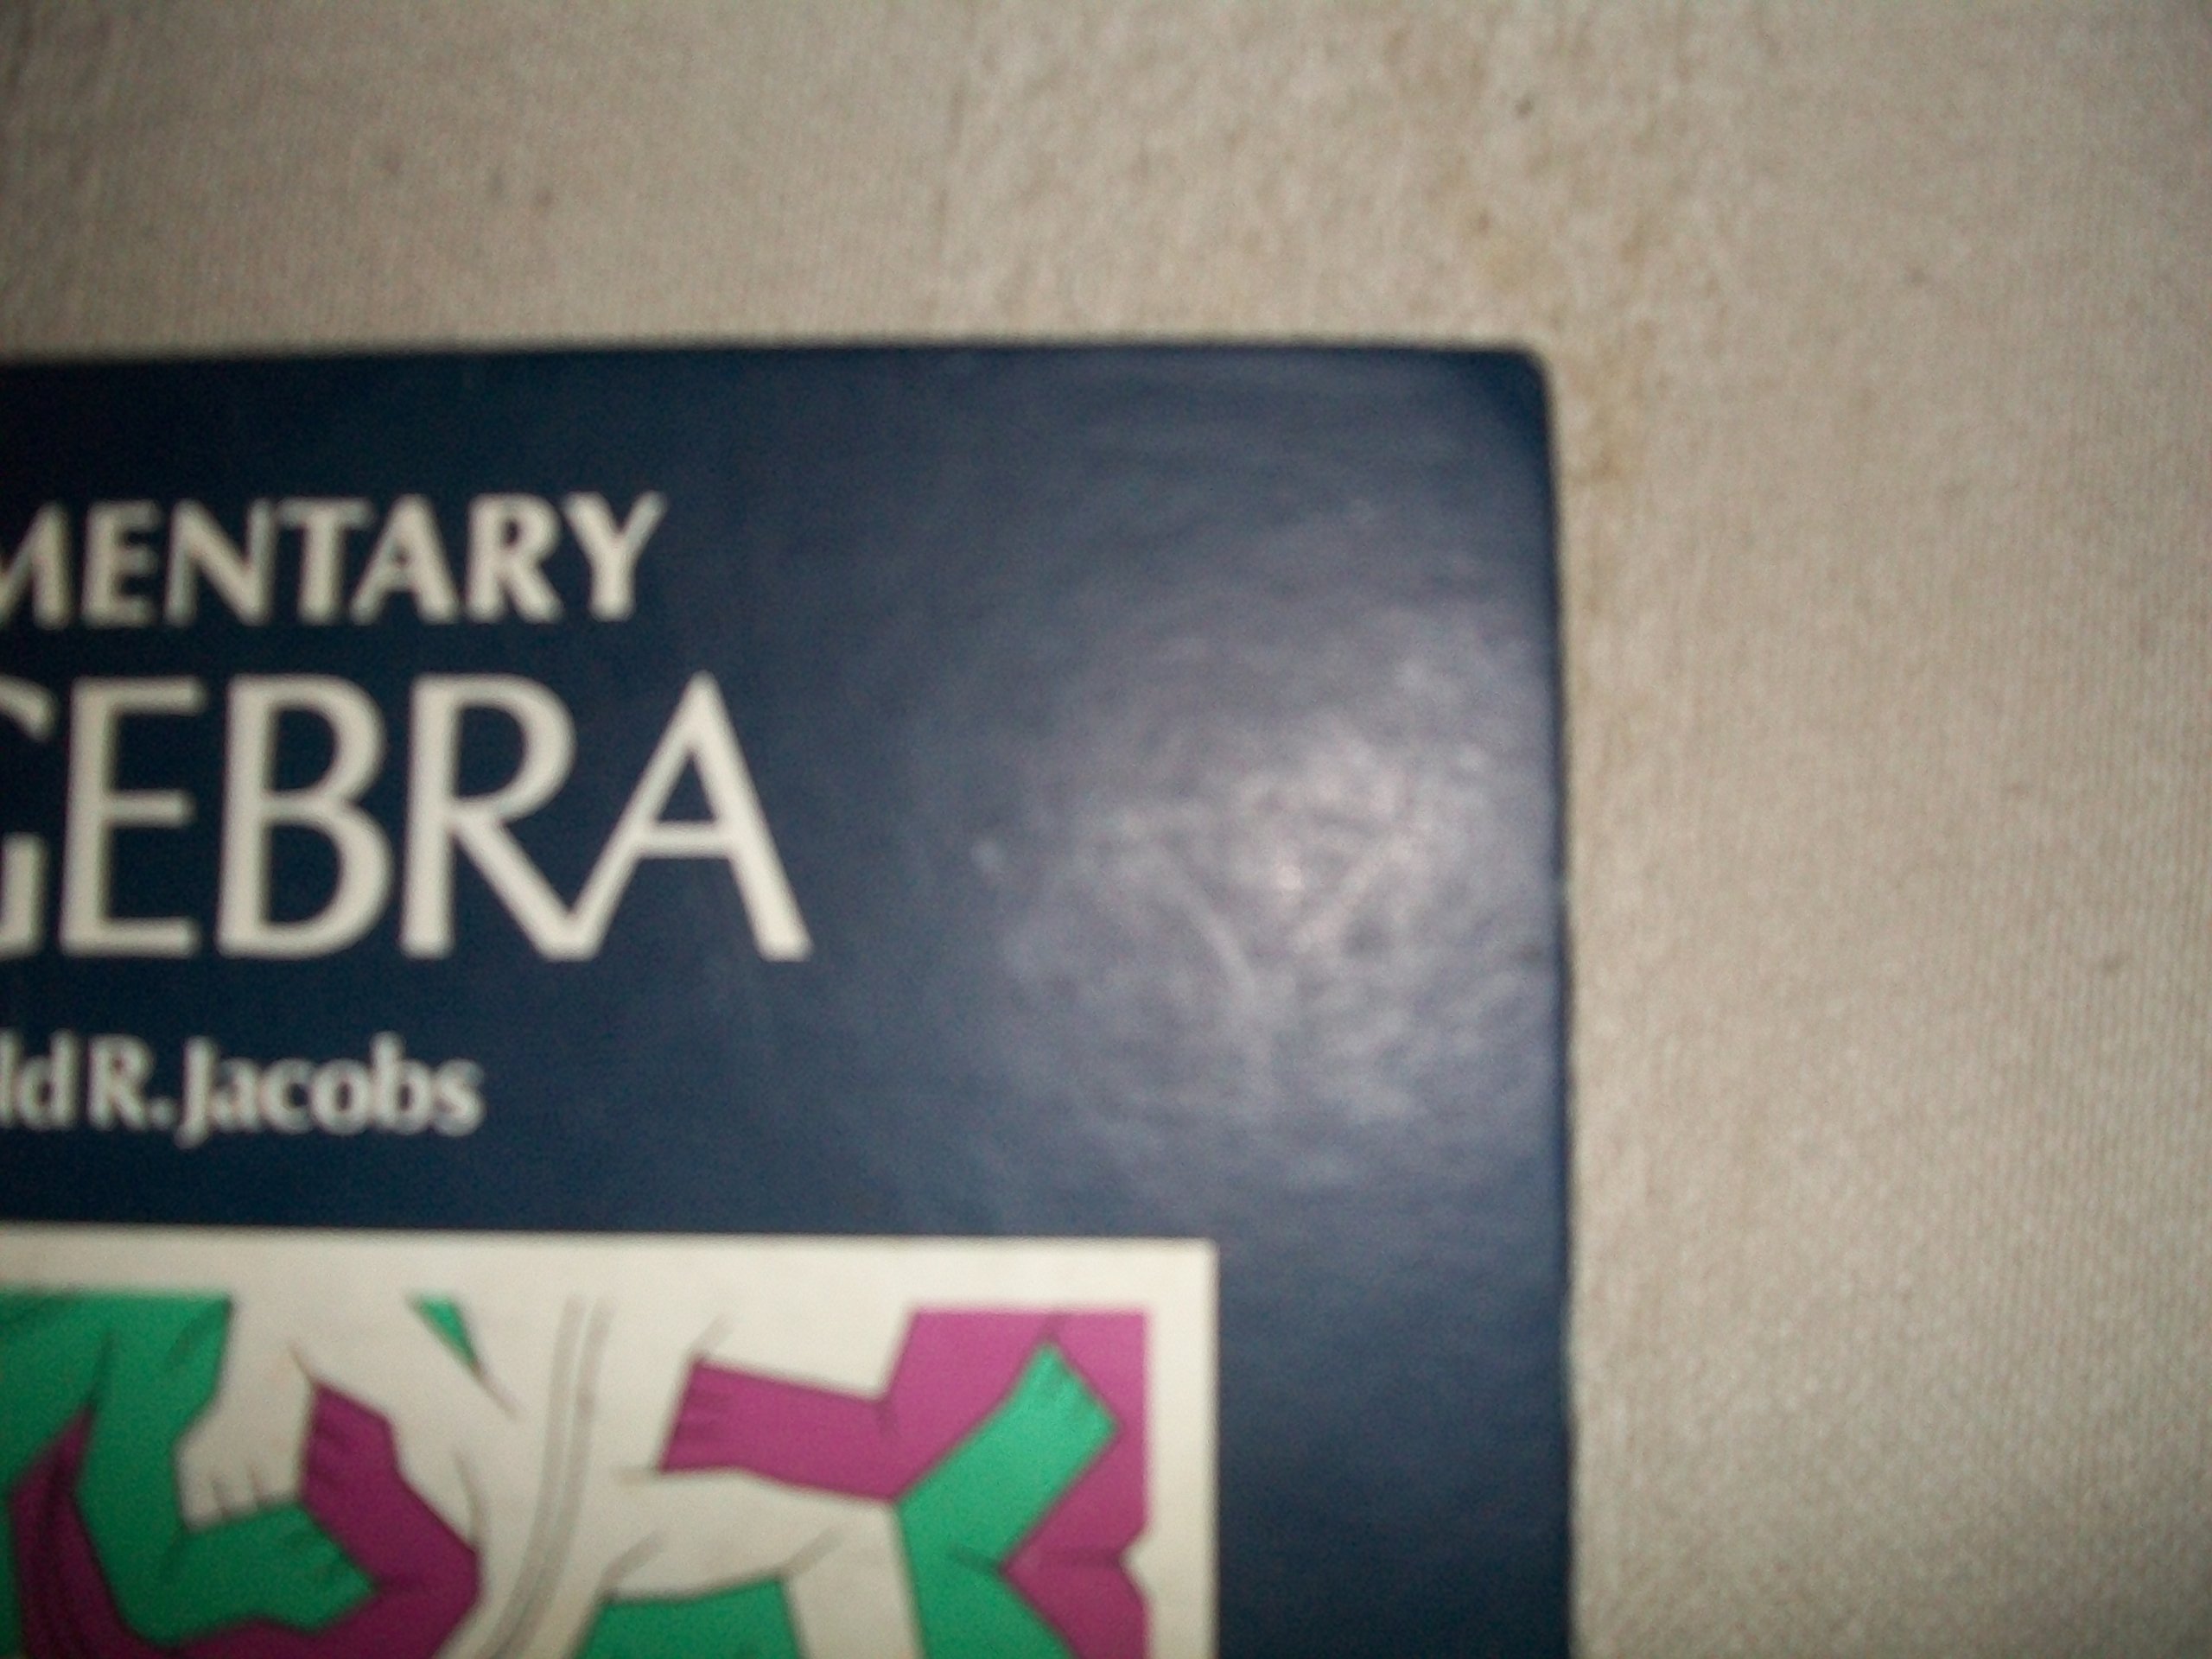 MENTARY
GEBRA
ld R. Jacobs